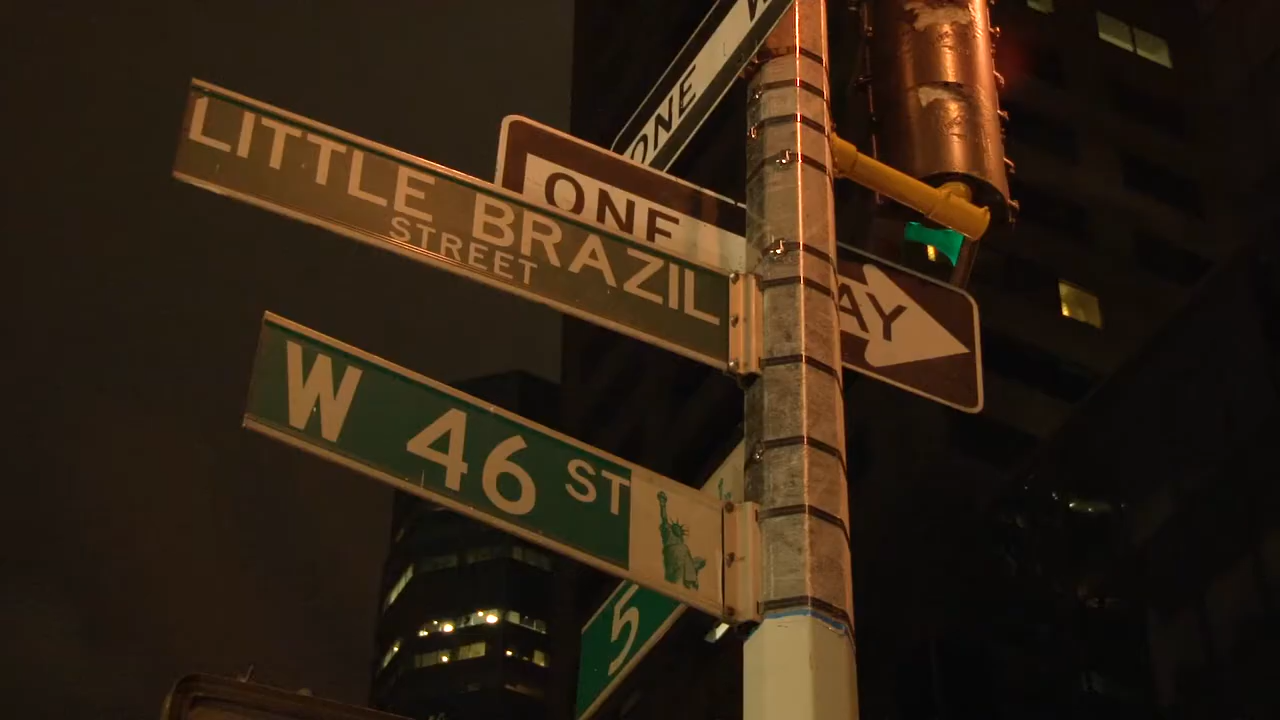 ONE W
LITTLE BRAZIL
STREET
ONE WAY
W 46 ST
5